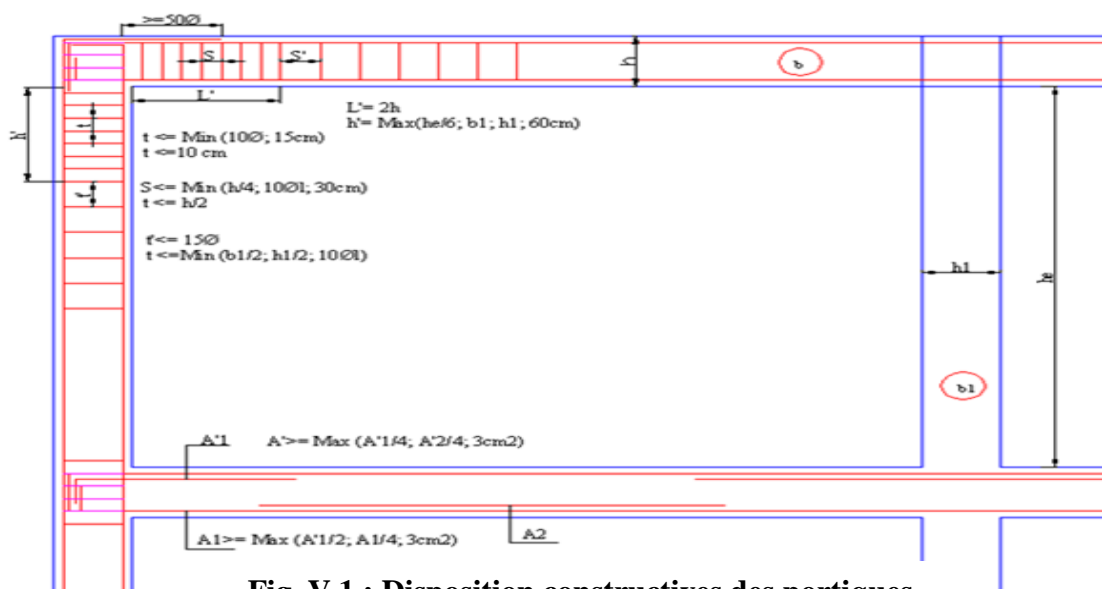 >=50Ø
S
S'
h
b
L'
L'= 2h
h'= Max(he/6; b1; h1; 60cm)
h'
t
t <= Min (10Ø; 15cm)
t <=10 cm
S<= Min (h/4; 10Øl; 30cm)
t <= h/2
t'
t'<= 15Ø
t <=Min (b1/2; h1/2; 10Øl)
h1
he
b1
A'1
A'>= Max (A'1/4; A'2/4; 3cm2)
A1>= Max (A'1/2; A1/4; 3cm2)
A2
Fig. V.1 : Disposition constructives des portiques